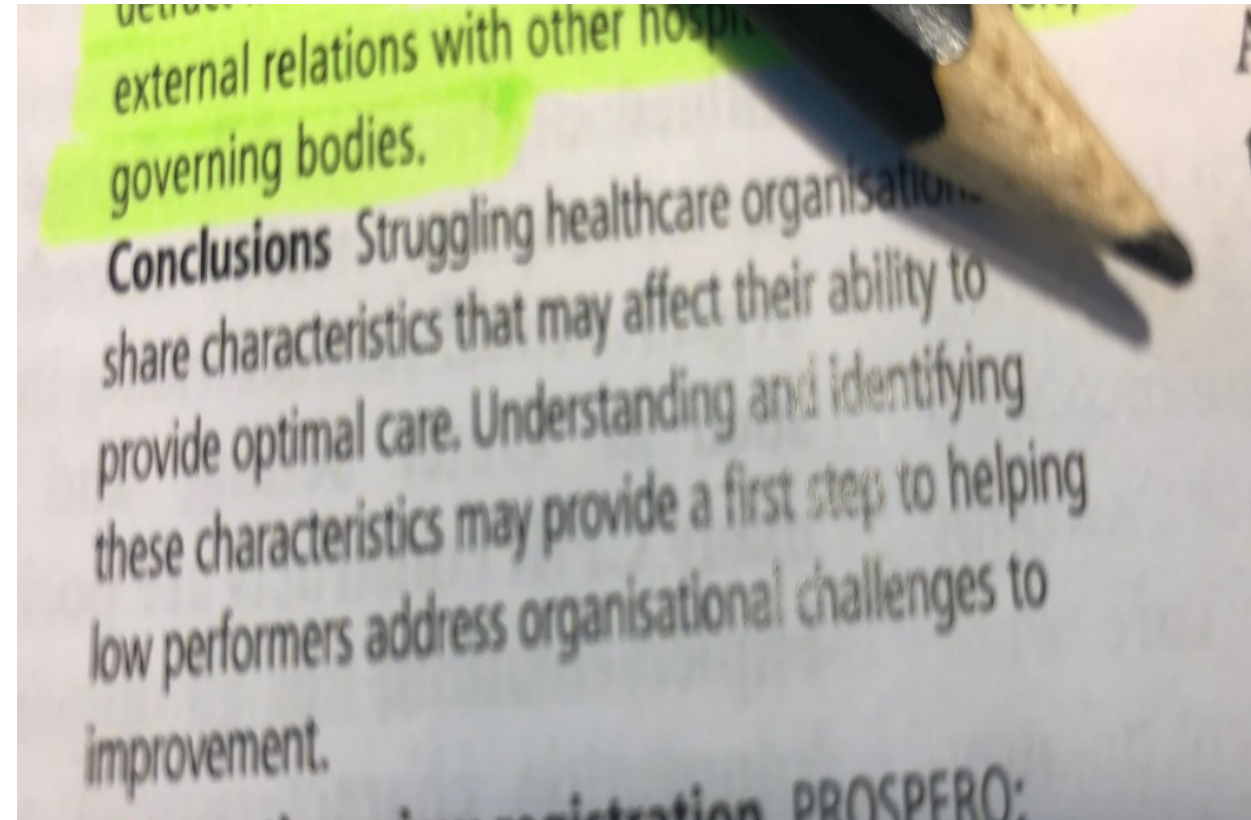 external relations with other
governing bodies.
Conclusions Struggling healthcare organisations
share characteristics that may affect their ability to
provide optimal care. Understanding and identifying
these characteristics may provide a first step to helping
low performers address organisational challenges to
improvement.
registration PROSPERO: